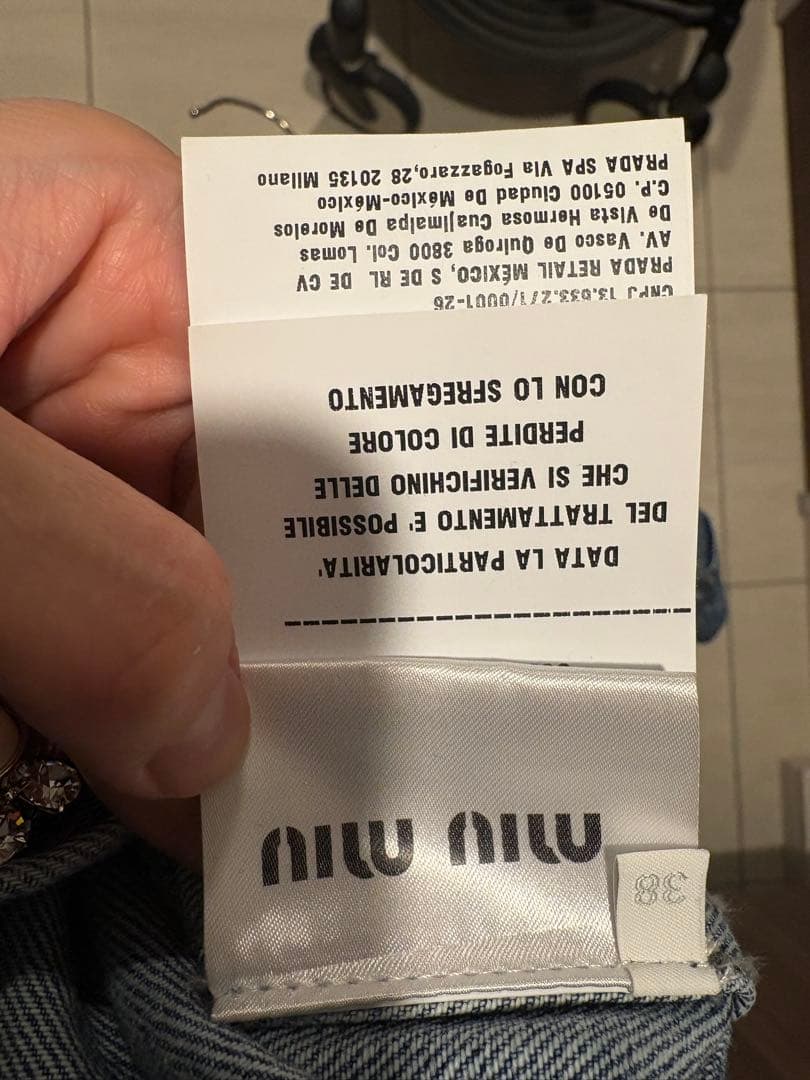 MIU MIU
38
DATA LA PARTICOLARITA'
DEL TRATTAMENTO E' POSSIBILE
CHE SI VERIFICHINO DELLE
PERDITE DI COLORE
CON LO SFREGAMENTO
CNPJ 13.633.271/0001-26
PRADA RETAIL MÉXICO, S DE RL DE CV
AV. Vasco De Quiroga 3800 Col. Lomas
De Vista Hermosa Cuajimalpa De Morelos
C.P. 05100 Ciudad De México-México
PRADA SPA Via Fogazzaro,28 20135 Milano